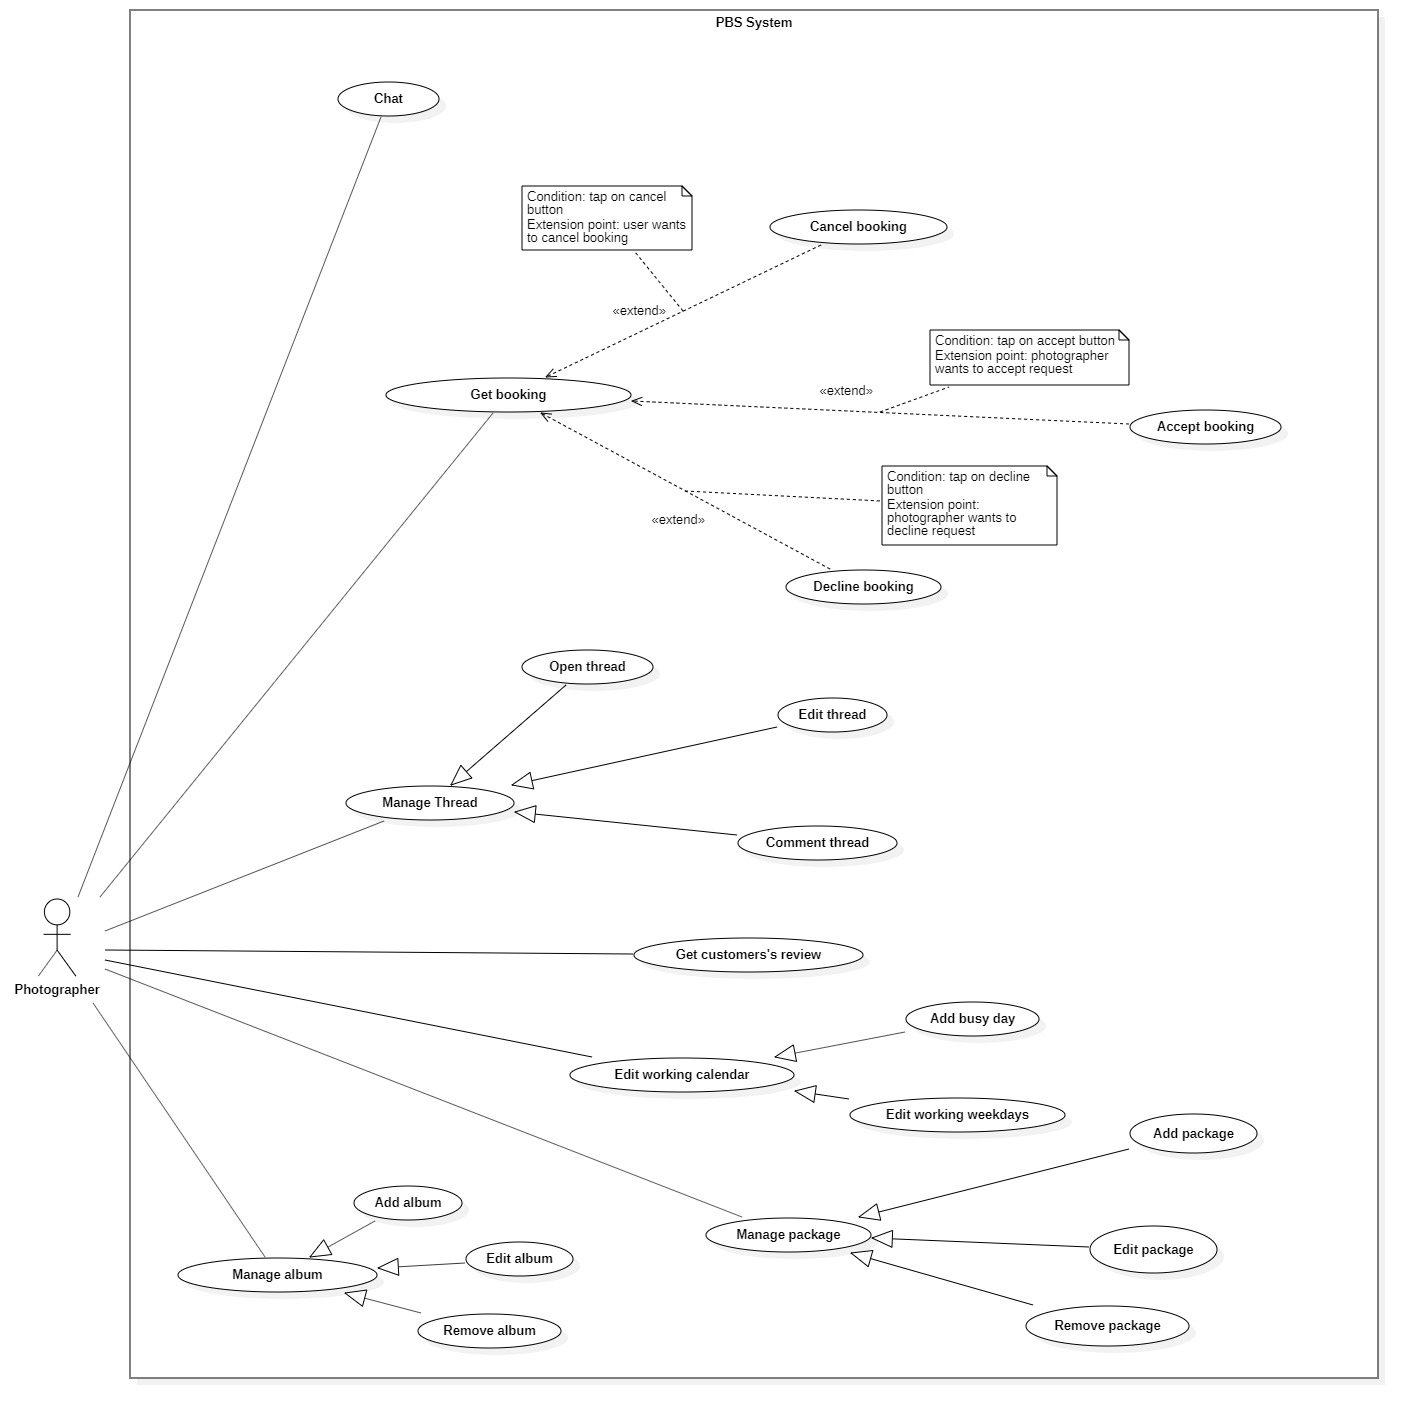 PBS System
Chat
Condition: tap on cancel
button
Extension point: user wants
to cancel booking
Cancel booking
«extend»
Condition: tap on accept button
Extension point: photographer
wants to accept request
«extend»
Get booking
Accept booking
Condition: tap on decline
button
Extension point:
photographer wants to
decline request
«extend»
Decline booking
Open thread
Edit thread
Manage Thread
Comment thread
Get customers's review
Photographer
Add busy day
Edit working calendar
Edit working weekdays
Add package
Add album
Manage package
Edit package
Edit album
Manage album
Remove package
Remove album